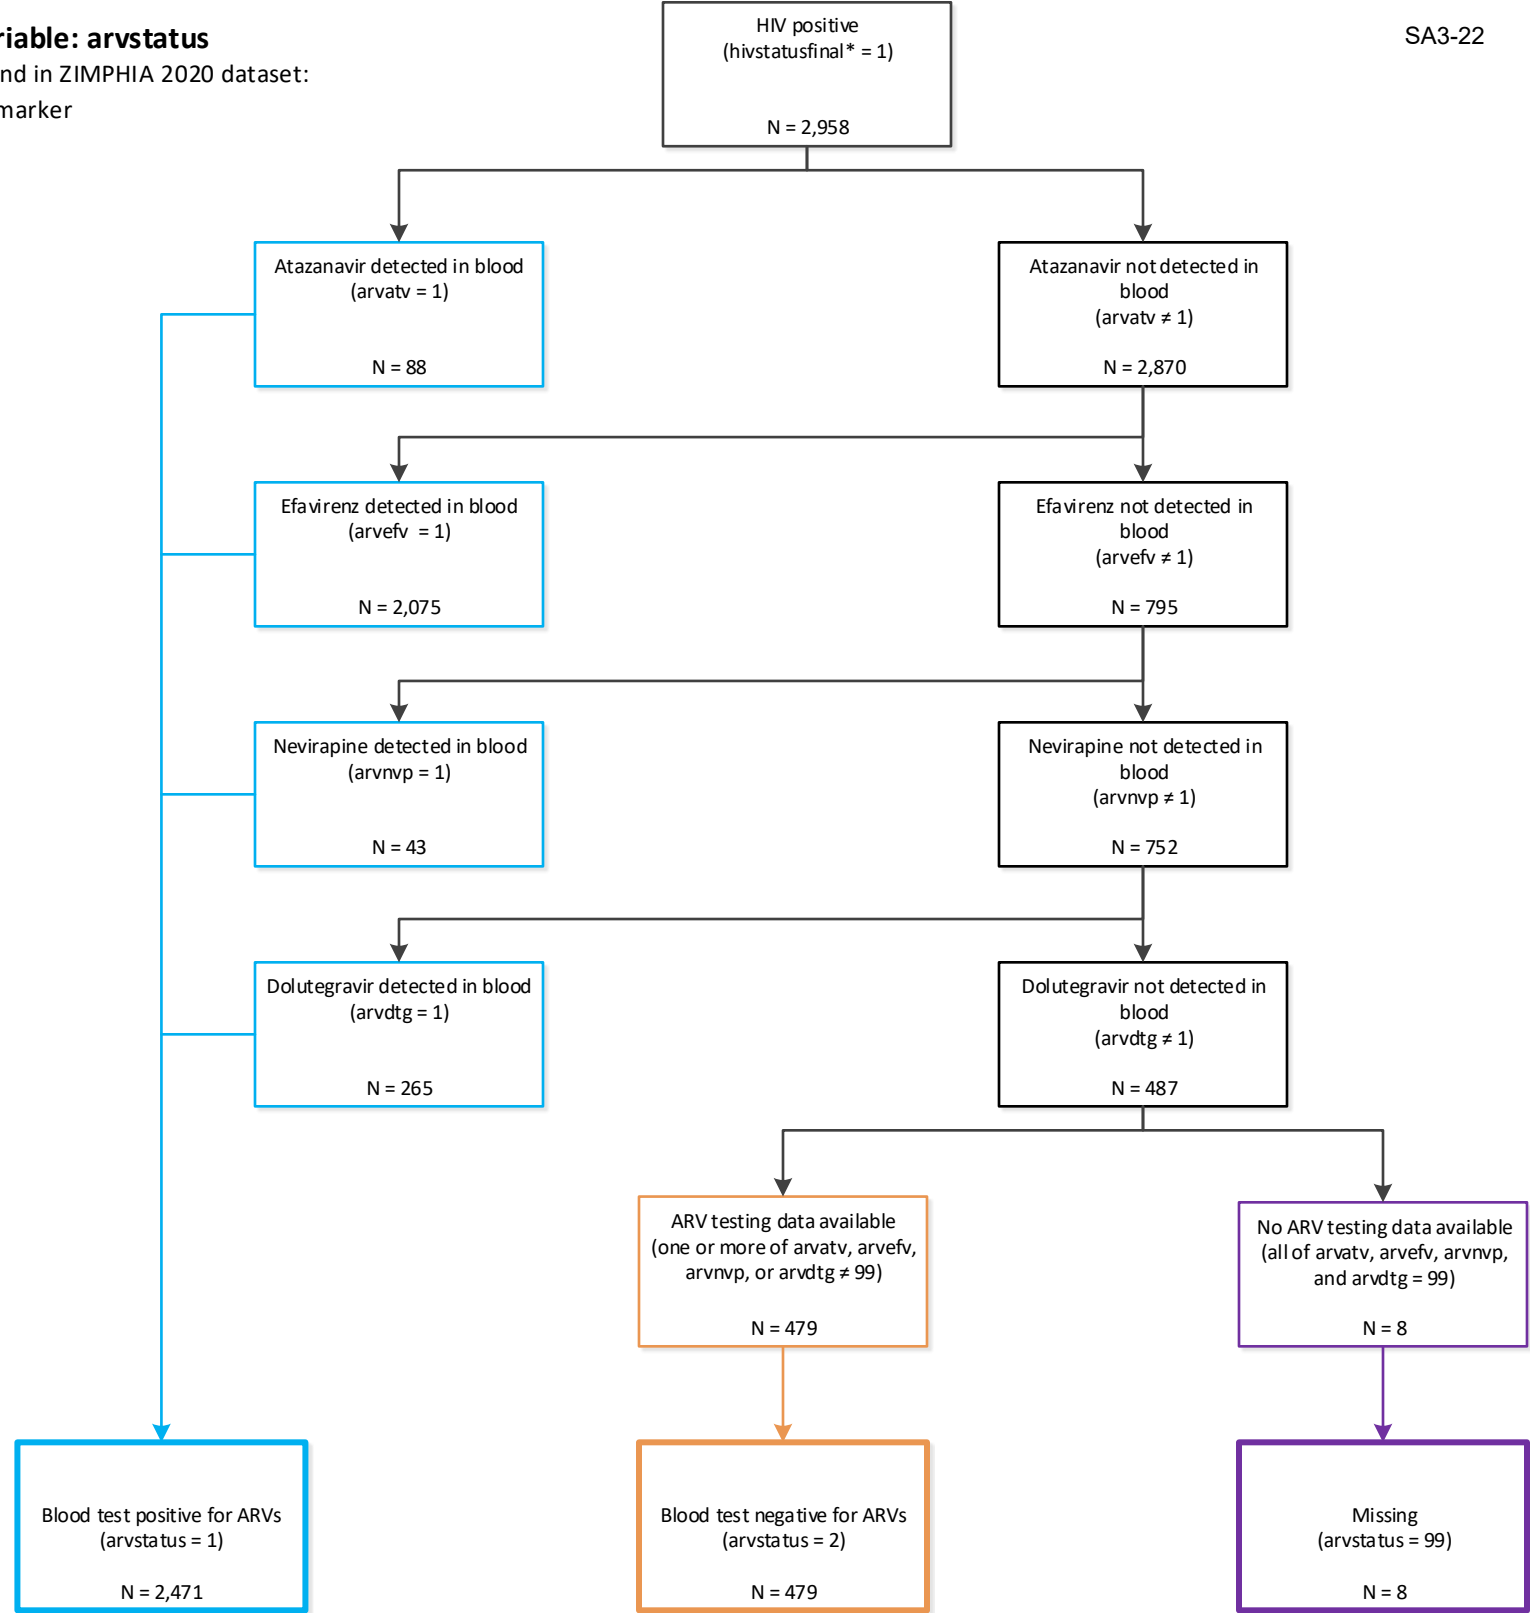 riable: arvstatus
nd in ZIMPHIA 2020 dataset:
marker
SA3-22
HIV positive
(hivstatusfinal* = 1)
N = 2,958
Atazanavir detected in blood
(arvatv = 1)
N = 88
Atazanavir not detected in
blood
(arvatv ≠ 1)
N = 2,870
Efavirenz detected in blood
(arvefv = 1)
N = 2,075
Efavirenz not detected in
blood
(arvefv ≠ 1)
N = 795
Nevirapine detected in blood
(arvnvp = 1)
N = 43
Nevirapine not detected in
blood
(arvnvp ≠ 1)
N = 752
Dolutegravir detected in blood
(arvdtg = 1)
N = 265
Dolutegravir not detected in
blood
(arvdtg ≠ 1)
N = 487
ARV testing data available
(one or more of arvatv, arvefv,
arvnvp, or arvdtg ≠ 99)
N = 479
No ARV testing data available
(all of arvatv, arvefv, arvnvp,
and arvdtg = 99)
N = 8
Blood test positive for ARVs
(arvstatus = 1)
N = 2,471
Blood test negative for ARVs
(arvstatus = 2)
N = 479
Missing
(arvstatus = 99)
N = 8